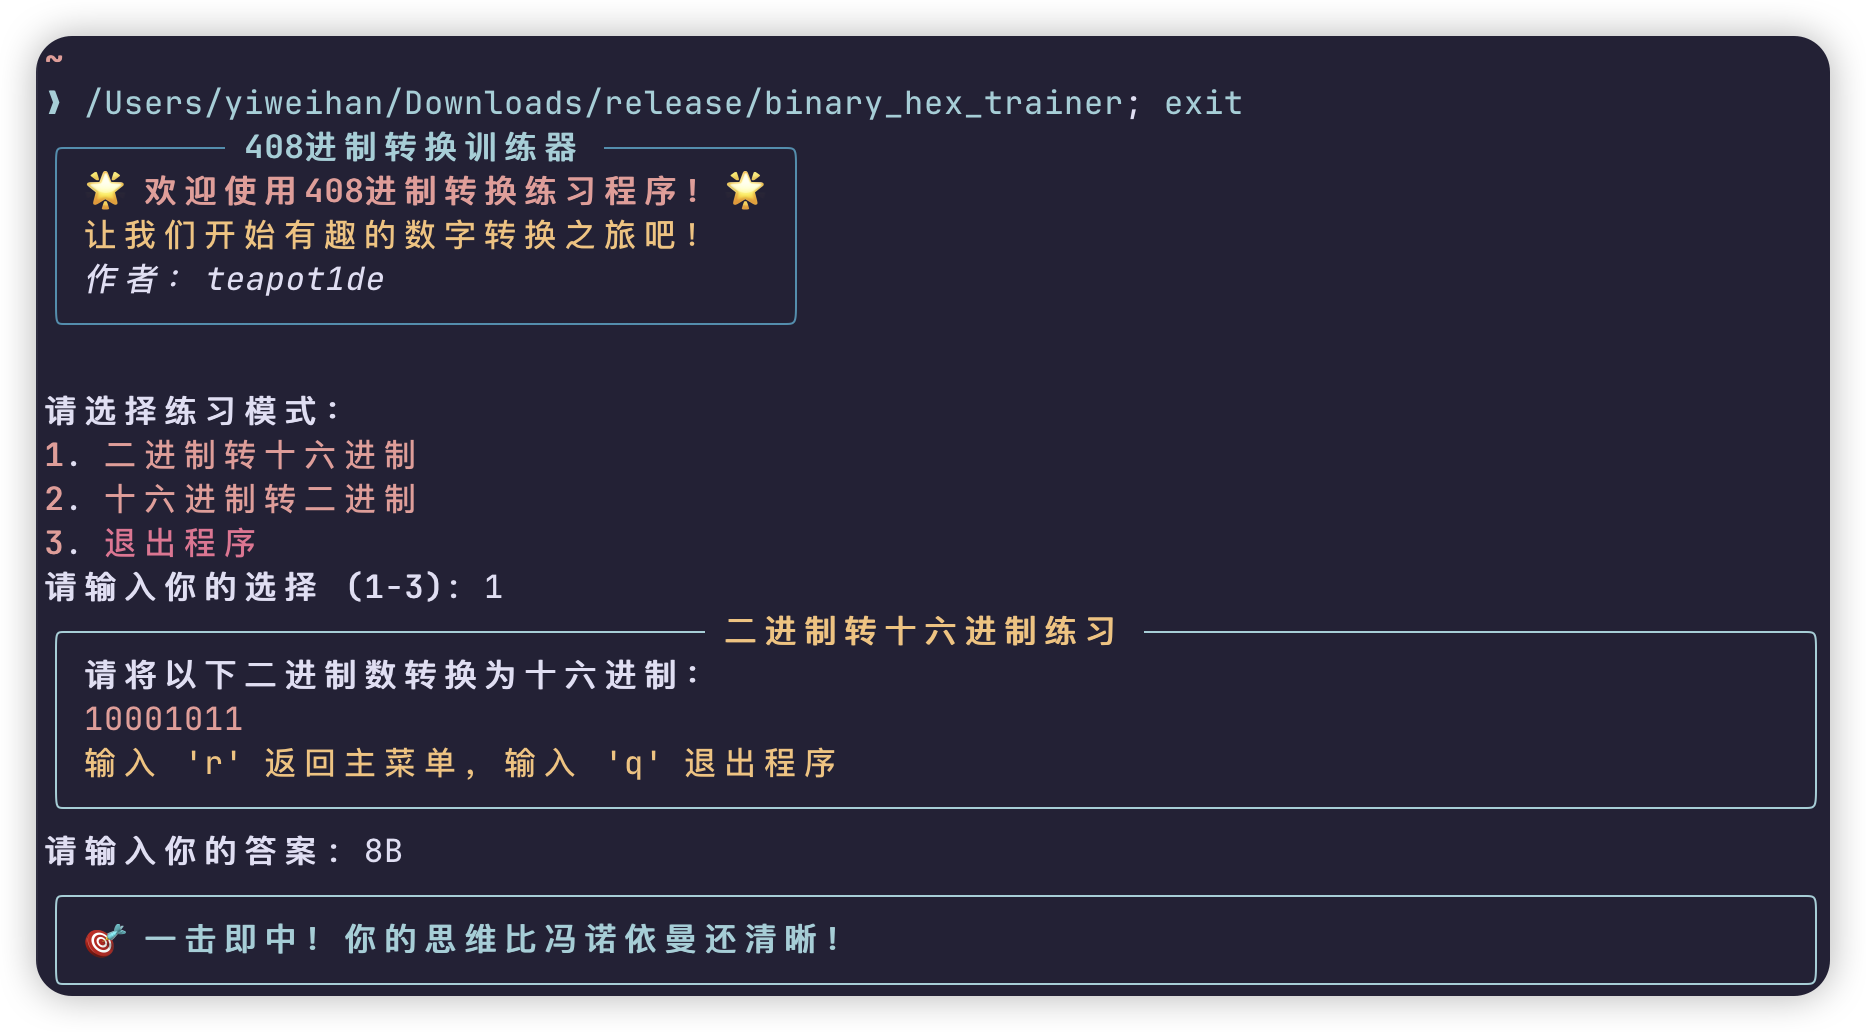 ~
❱ /Users/yiweihan/Downloads/release/binary_hex_trainer; exit
408进制转换训练器
🌟 欢迎使用408进制转换练习程序! 🌟
让我们开始有趣的数字转换之旅吧!
作者: teapot1de
请选择练习模式:
1. 二进制转十六进制
2. 十六进制转二进制
3. 退出程序
请输入你的选择 (1-3): 1
二进制转十六进制练习
请将以下二进制数转换为十六进制:
10001011
输入 'r' 返回主菜单, 输入 'q' 退出程序
请输入你的答案: 8B
🎯 一击即中! 你的思维比冯诺依曼还清晰!